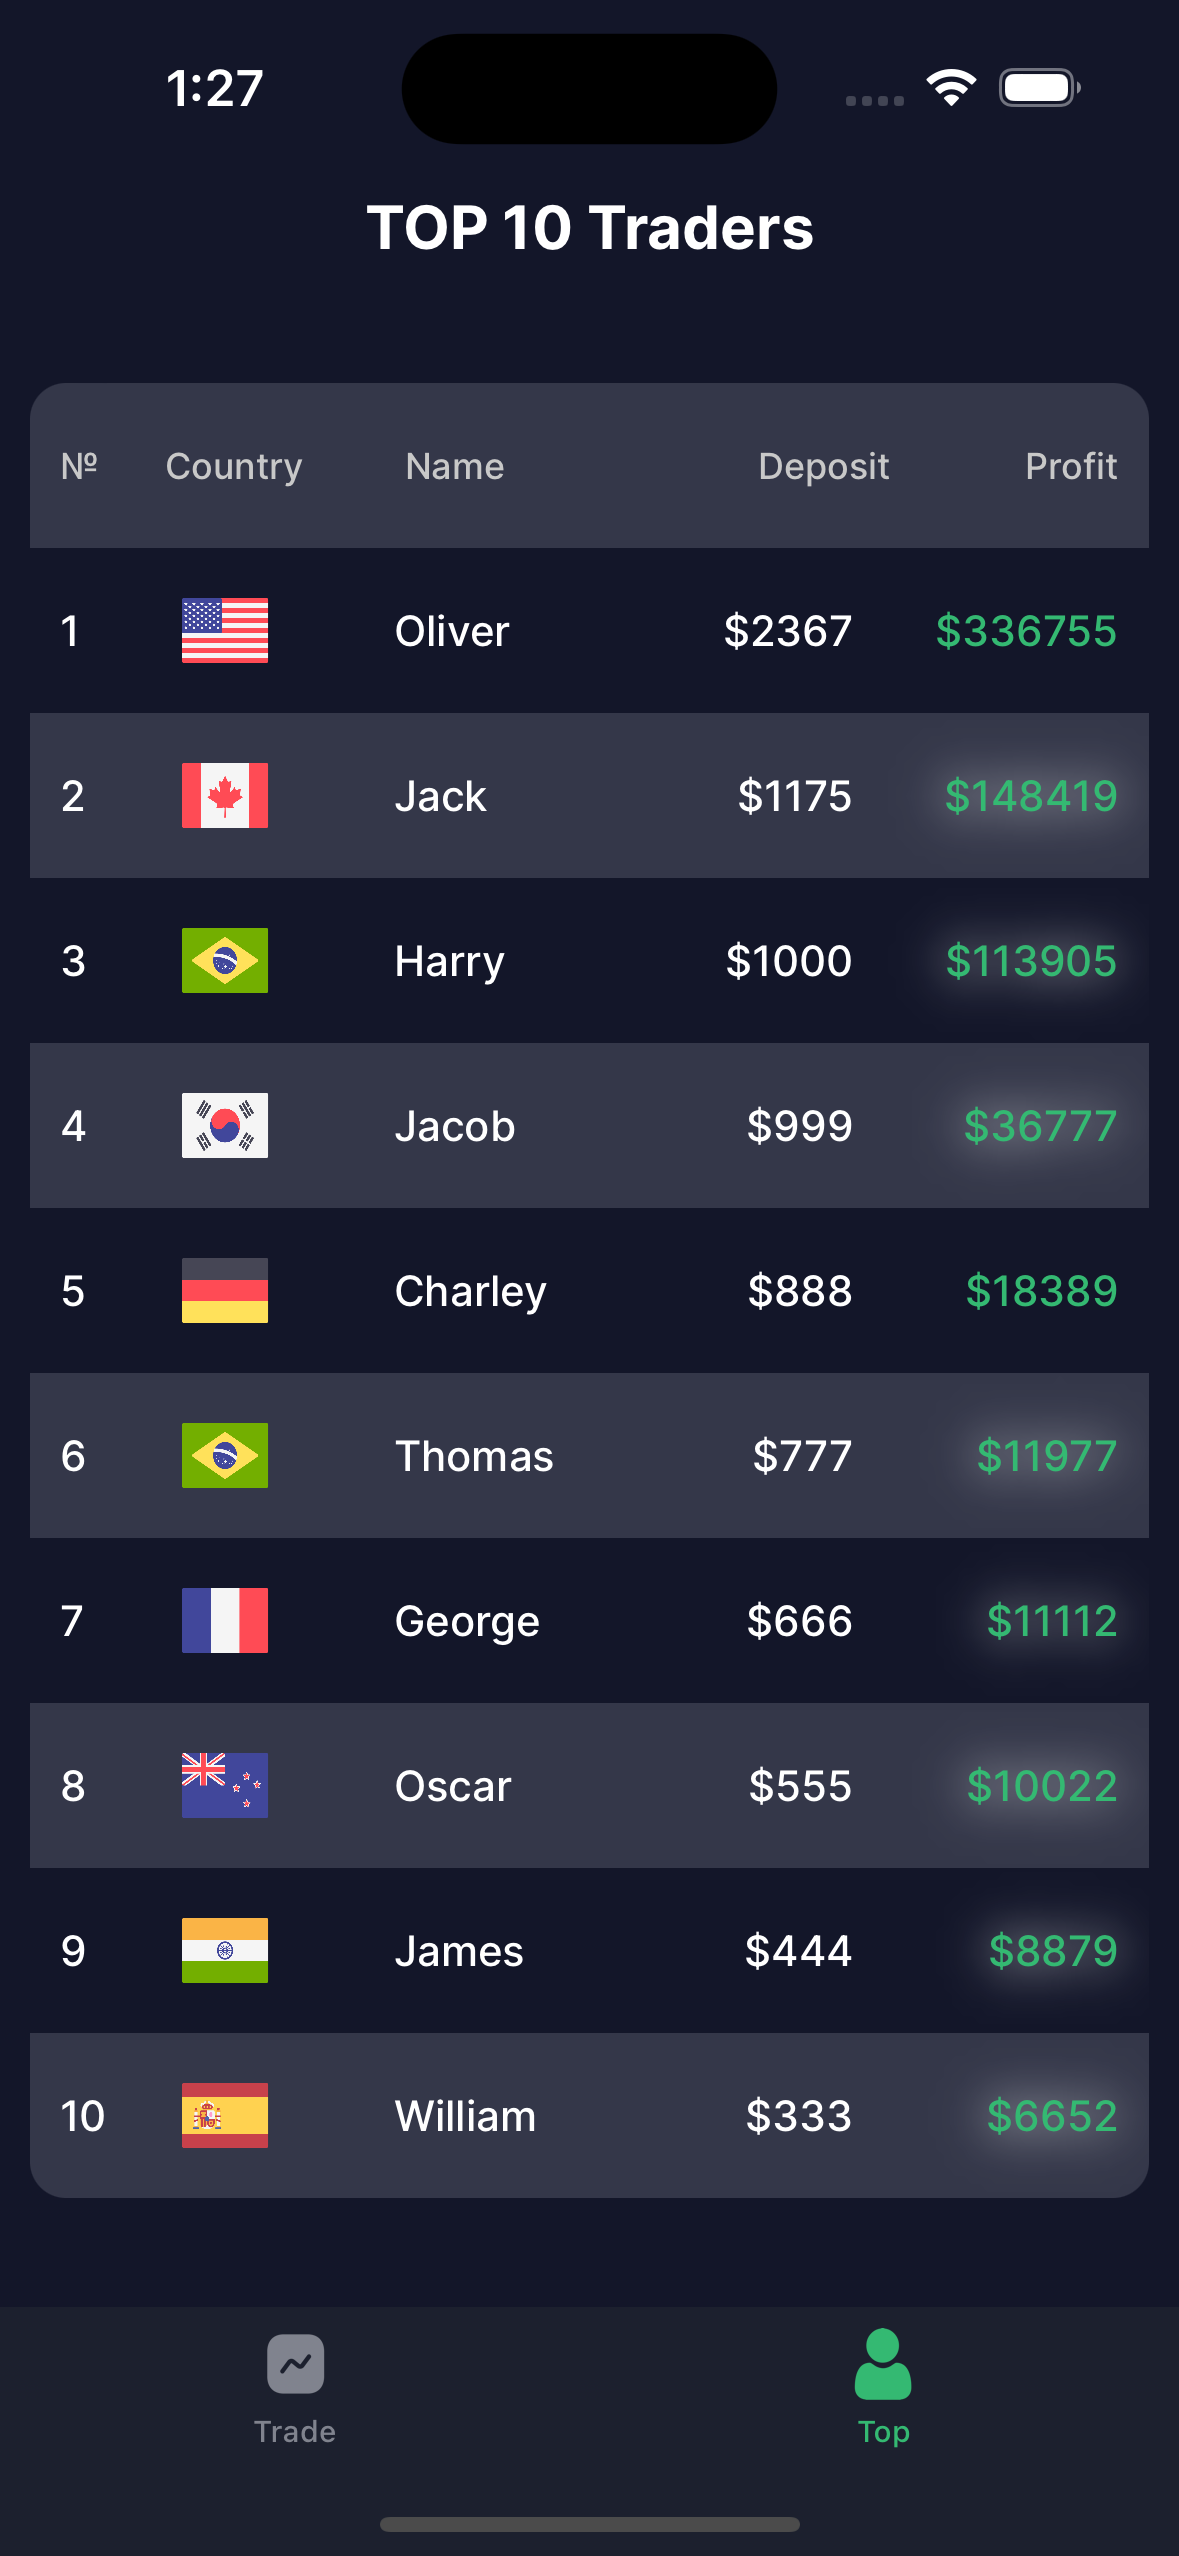 1:27
TOP 10 Traders
№ Country Name Deposit Profit
1 Oliver $2367 $336755
2 Jack $1175 $148419
3 Harry $1000 $113905
4 Jacob $999 $36777
5 Charley $888 $18389
6 Thomas $777 $11977
7 George $666 $11112
8 Oscar $555 $10022
9 James $444 $8879
10 William $333 $6652
Trade Top